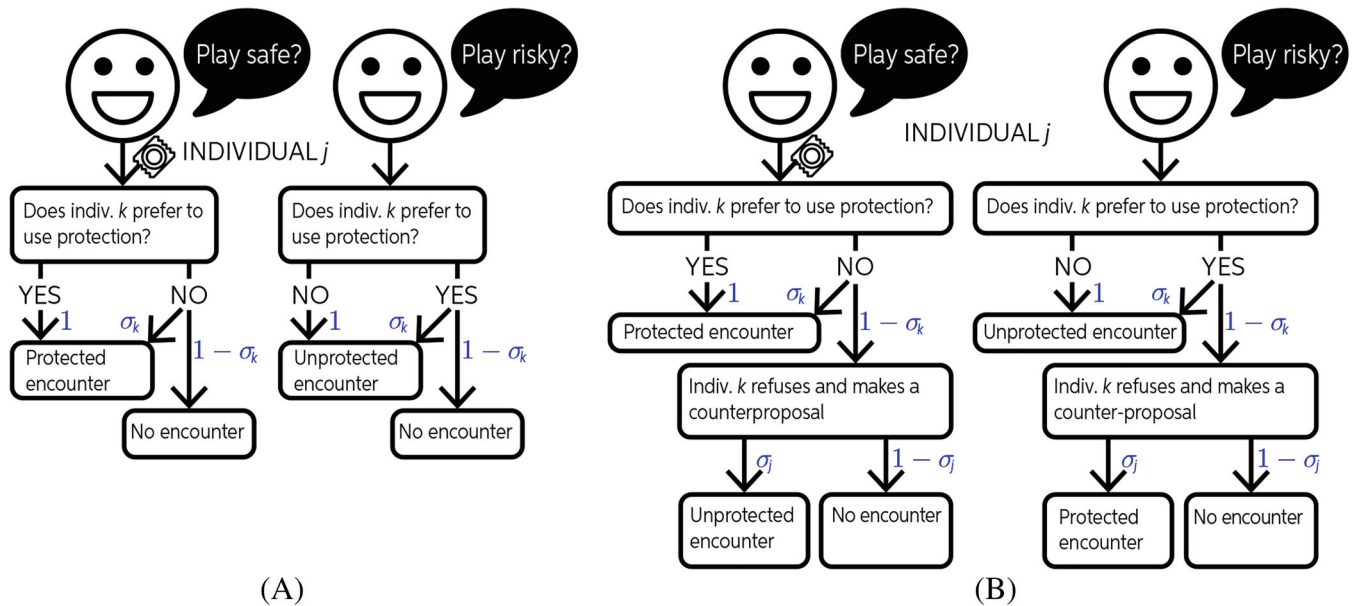 Play safe?
Play risky?
INDIVIDUAL j
Does indiv. k prefer to
use protection?
Does indiv. k prefer to
use protection?
YES
NO
NO
YES
1
σk
1
σk
1 − σk
1 − σk
Protected
encounter
Unprotected
encounter
No encounter
No encounter
(A)
Play safe?
Play risky?
INDIVIDUAL j
Does indiv. k prefer to use protection?
Does indiv. k prefer to use protection?
YES
NO
NO
YES
1
σk
1
σk
1 − σk
1 − σk
Protected encounter
Unprotected encounter
Indiv. k refuses and makes a
counterproposal
Indiv. k refuses and makes a
counter-proposal
σj
1 − σj
σj
1 − σj
Unprotected
encounter
No encounter
Protected
encounter
No encounter
(B)